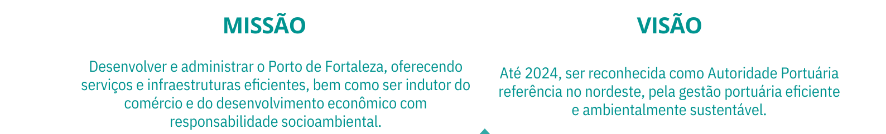 MISSÃO
Desenvolver e administrar o Porto de Fortaleza, oferecendo
serviços e infraestruturas eficientes, bem como ser indutor do
comércio e do desenvolvimento econômico com
responsabilidade socioambiental.
VISÃO
Até 2024, ser reconhecida como Autoridade Portuária
referência no nordeste, pela gestão portuária eficiente
e ambientalmente sustentável.